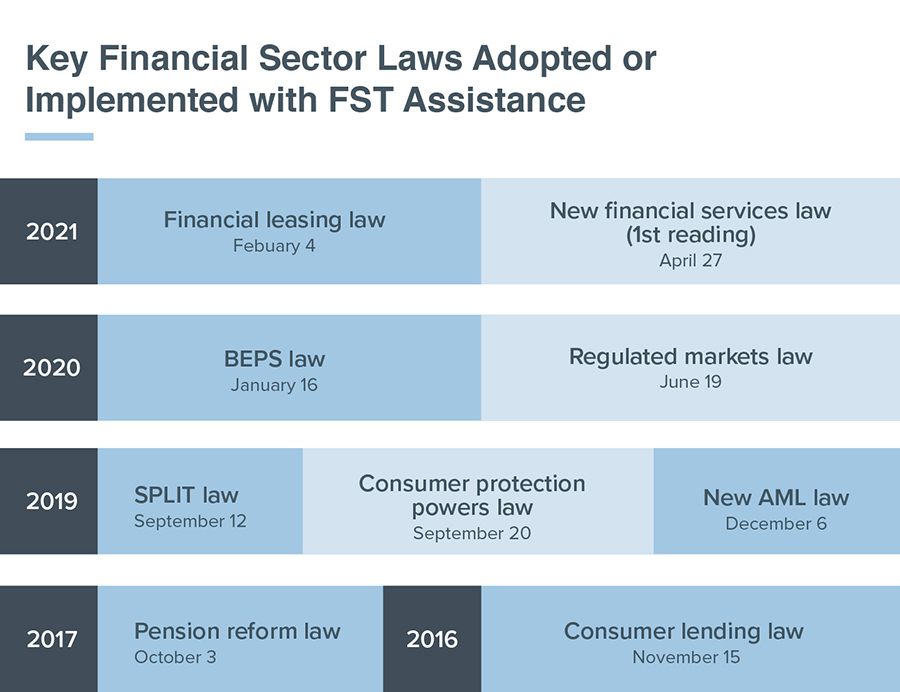 Key Financial Sector Laws Adopted or
Implemented with FST Assistance
2021
Financial leasing law
Febuary 4
New financial services law
(1st reading)
April 27
2020
BEPS law
January 16
Regulated markets law
June 19
2019
SPLIT law
September 12
Consumer protection
powers law
September 20
New AML law
December 6
2017
Pension reform law
October 3
2016
Consumer lending law
November 15